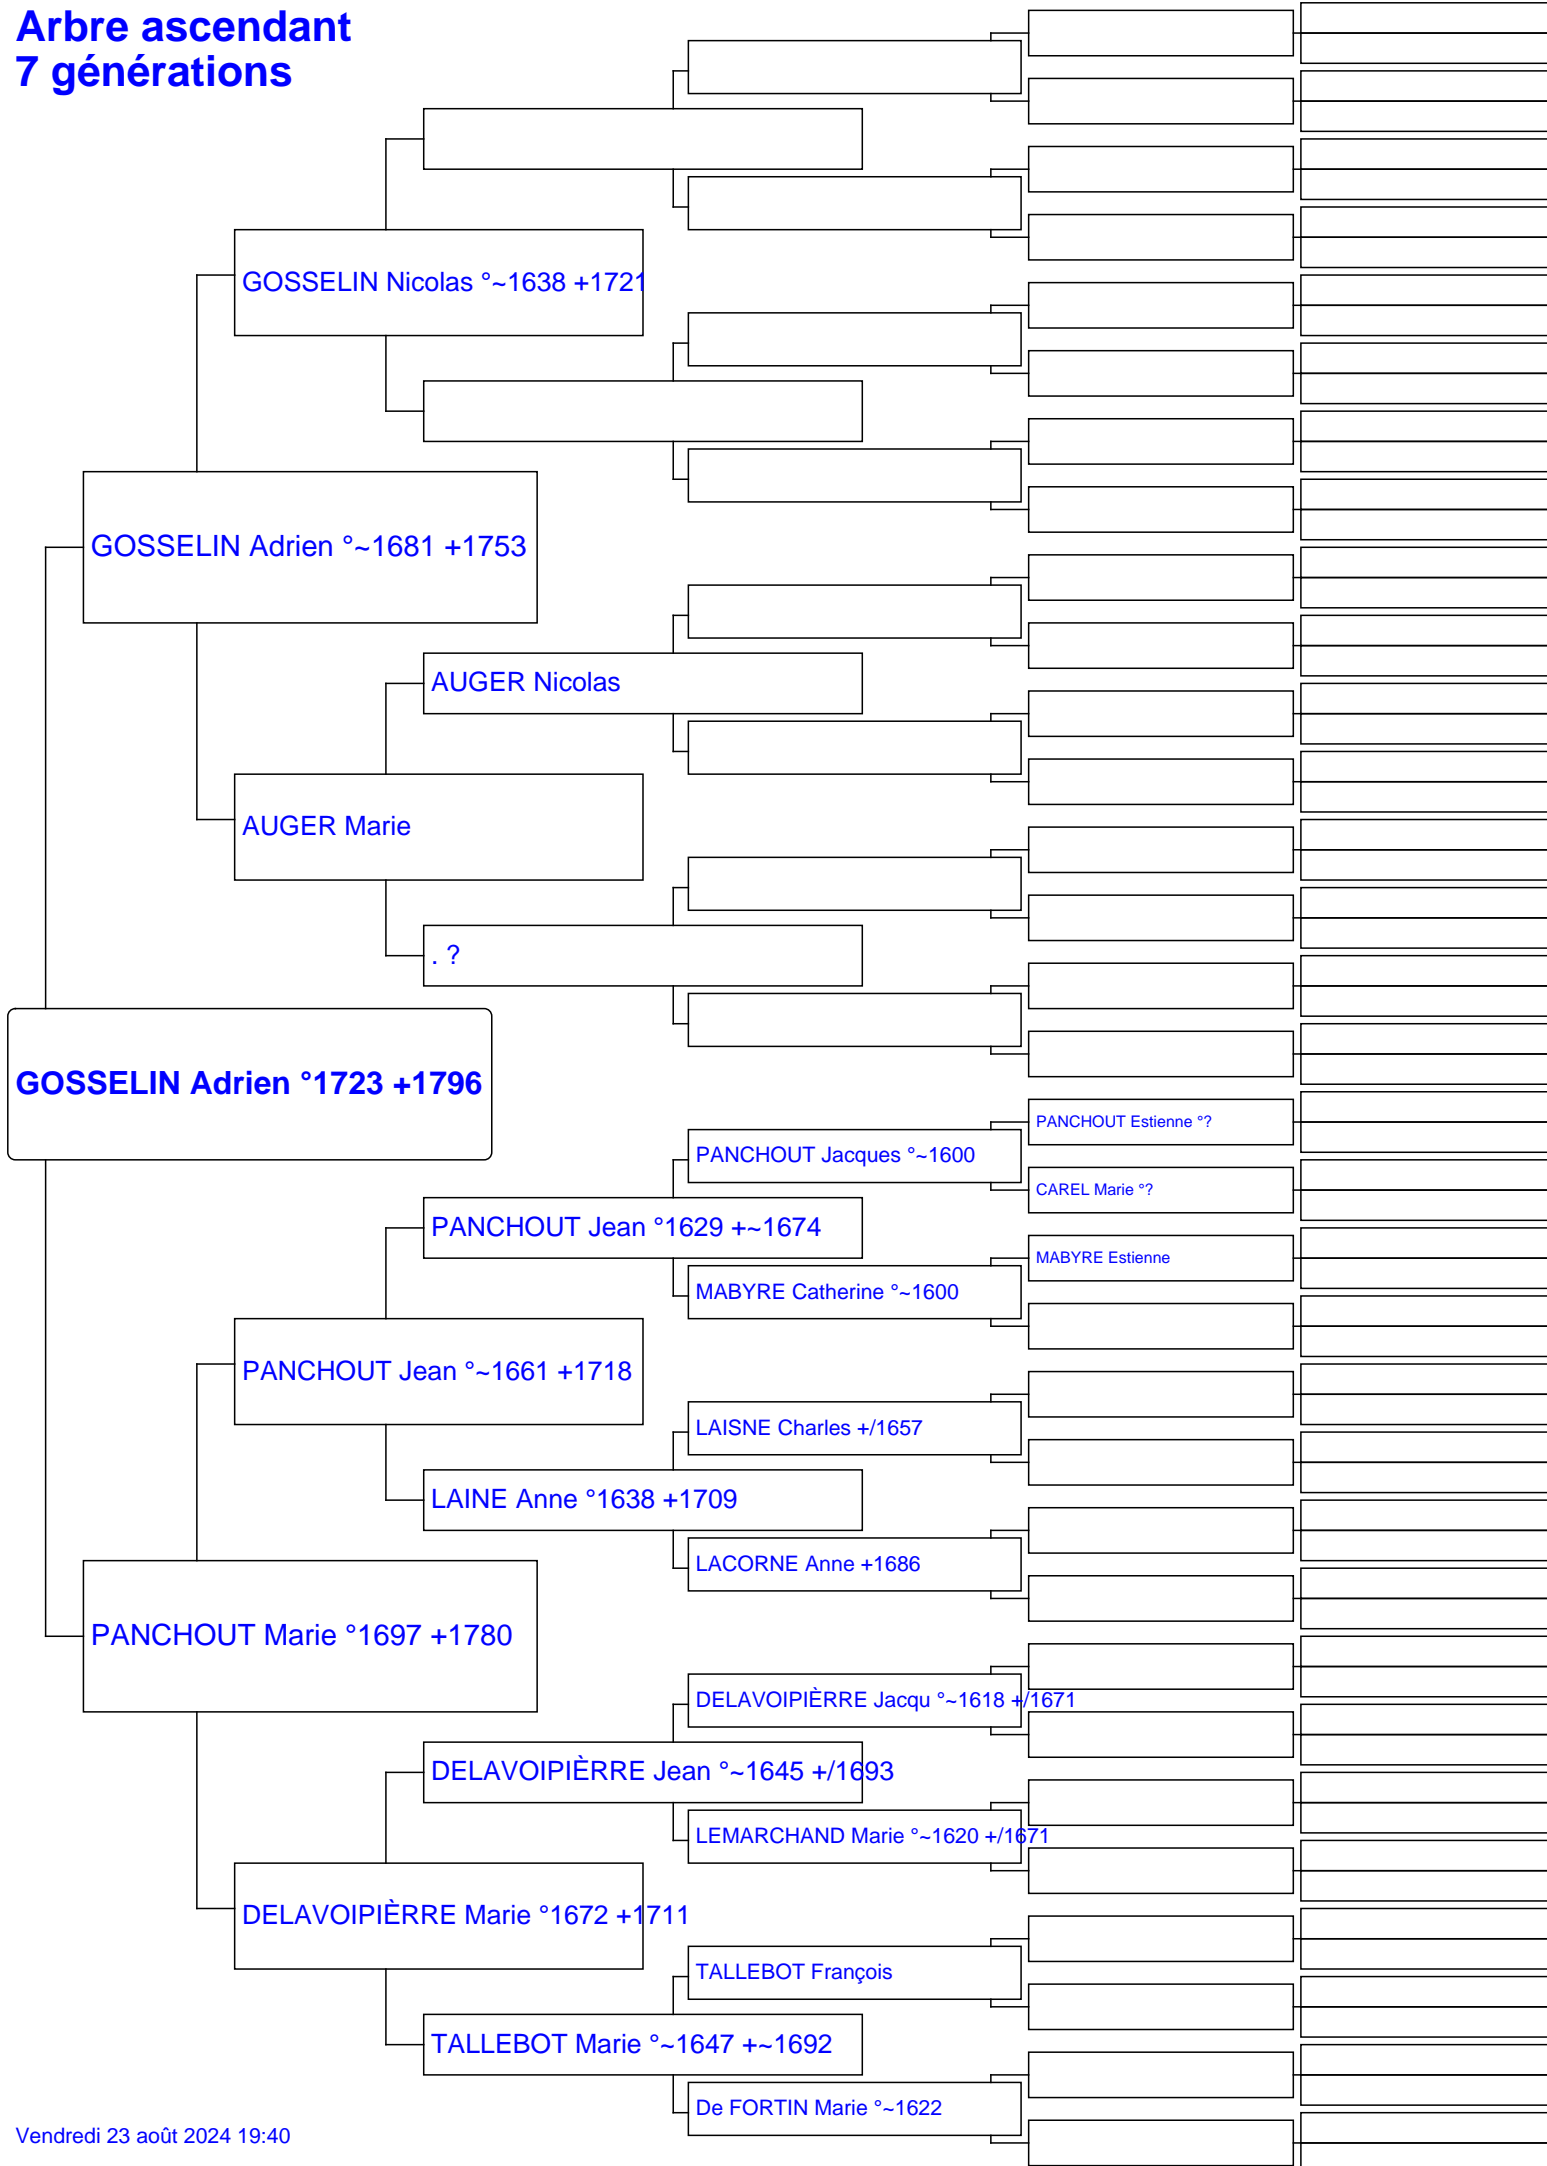 Arbre ascendant
7 générations
GOSSELIN Nicolas °~1638 +1721
GOSSELIN Adrien °~1681 +1753
AUGER Nicolas
AUGER Marie
. ?
GOSSELIN Adrien °1723 +1796
PANCHOUT Estienne °?
PANCHOUT Jacques °~1600
CAREL Marie °?
PANCHOUT Jean °1629 +~1674
MABYRE Estienne
MABYRE Catherine °~1600
PANCHOUT Jean °~1661 +1718
LAISNE Charles +/1657
LAINE Anne °1638 +1709
LACORNE Anne +1686
PANCHOUT Marie °1697 +1780
DELAVOIPIÈRRE Jacqu °~1618 +/1671
DELAVOIPIÈRRE Jean °~1645 +/1693
LEMARCHAND Marie °~1620 +/1671
DELAVOIPIÈRRE Marie °1672 +1711
TALLEBOT François
TALLEBOT Marie °~1647 +~1692
De FORTIN Marie °~1622
Vendredi 23 août 2024 19:40